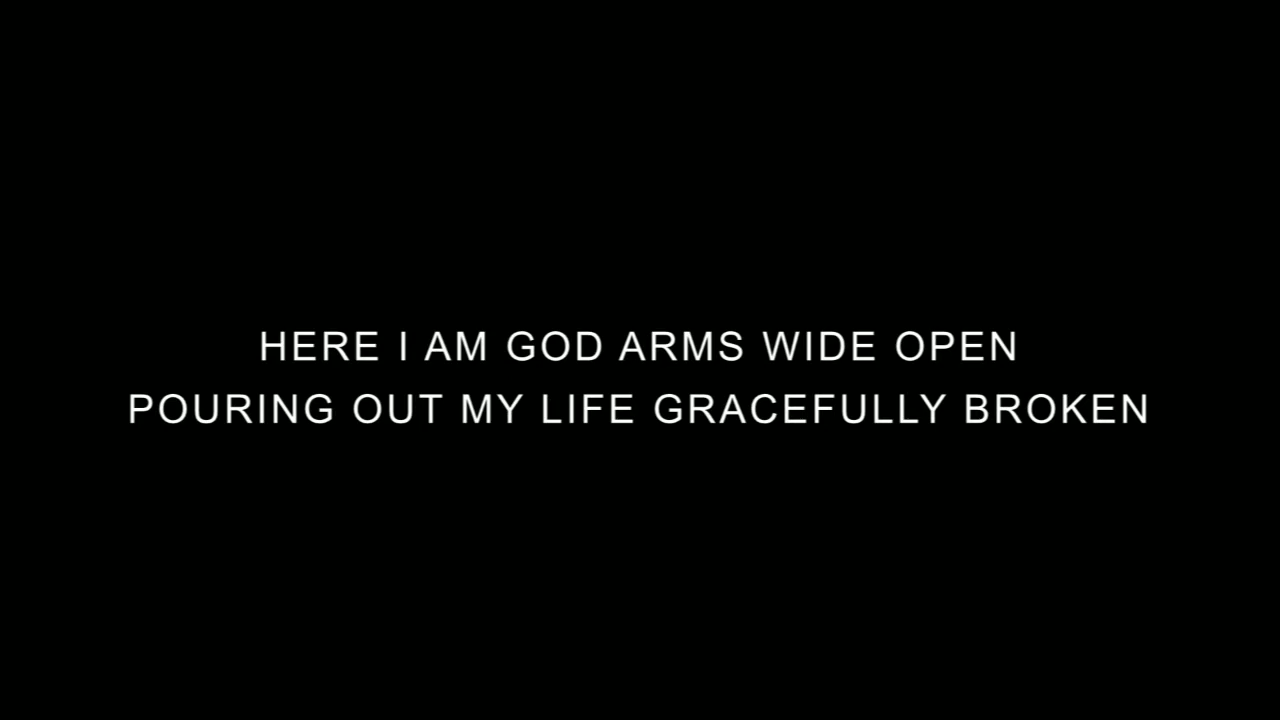 HERE I AM GOD ARMS WIDE OPEN
POURING OUT MY LIFE GRACEFULLY BROKEN